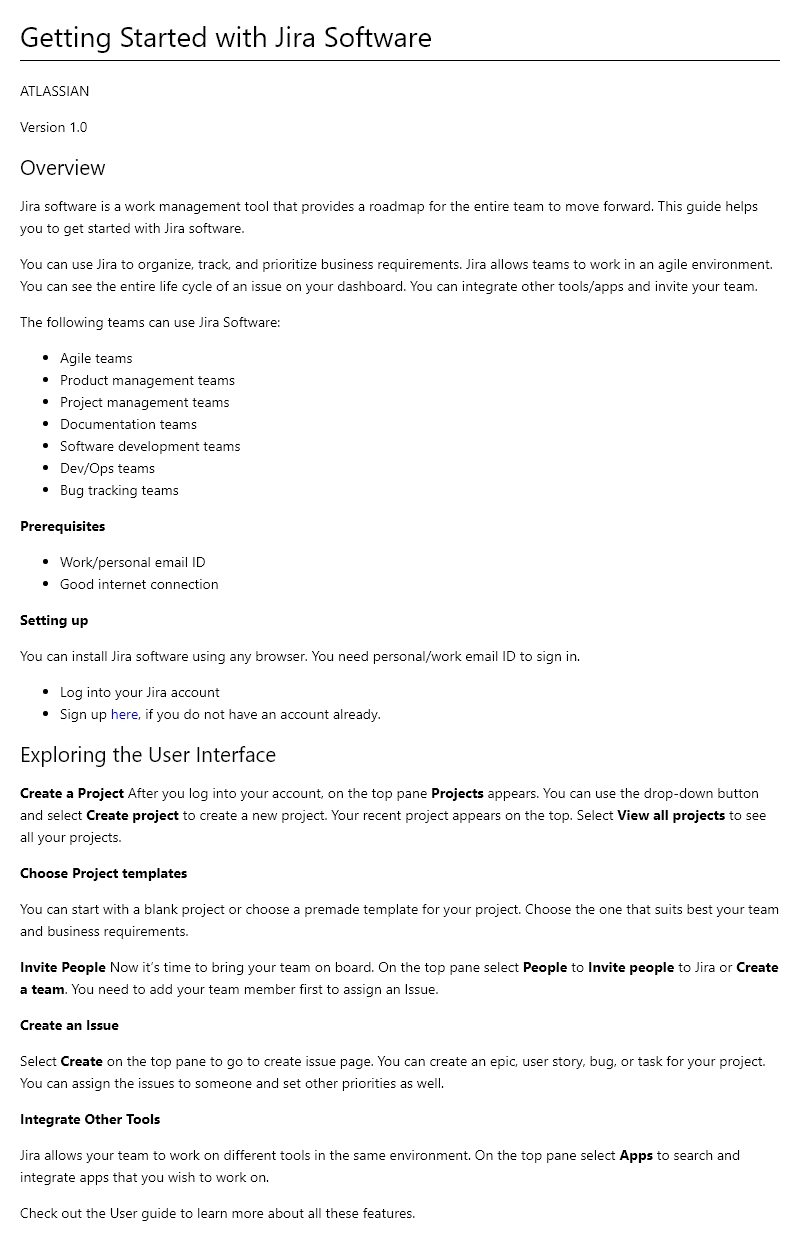 Getting Started with Jira Software
ATLASSIAN
Version 1.0
Overview
Jira software is a work management tool that provides a roadmap for the entire team to move forward. This guide helps
you to get started with Jira software.
You can use Jira to organize, track, and prioritize business requirements. Jira allows teams to work in an agile environment.
You can see the entire life cycle of an issue on your dashboard. You can integrate other tools/apps and invite your team.
The following teams can use Jira Software:
• Agile teams
• Product management teams
• Project management teams
• Documentation teams
• Software development teams
• Dev/Ops teams
• Bug tracking teams
Prerequisites
• Work/personal email ID
• Good internet connection
Setting up
You can install Jira software using any browser. You need personal/work email ID to sign in.
• Log into your Jira account
• Sign up here, if you do not have an account already.
Exploring the User Interface
Create a Project After you log into your account, on the top pane Projects appears. You can use the drop-down button
and select Create project to create a new project. Your recent project appears on the top. Select View all projects to see
all your projects.
Choose Project templates
You can start with a blank project or choose a premade template for your project. Choose the one that suits best your team
and business requirements.
Invite People Now it’s time to bring your team on board. On the top pane select People to Invite people to Jira or Create
a team. You need to add your team member first to assign an Issue.
Create an Issue
Select Create on the top pane to go to create issue page. You can create an epic, user story, bug, or task for your project.
You can assign the issues to someone and set other priorities as well.
Integrate Other Tools
Jira allows your team to work on different tools in the same environment. On the top pane select Apps to search and
integrate apps that you wish to work on.
Check out the User guide to learn more about all these features.